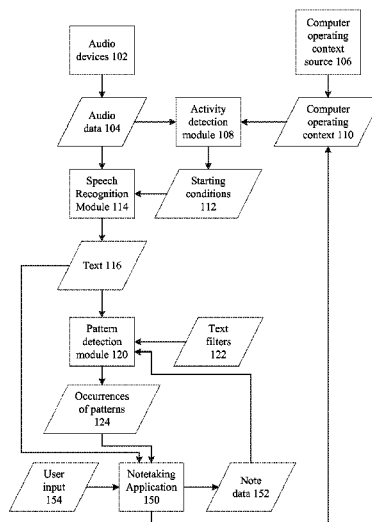 Audio
devices 102
Computer
operating
context
source 106
Audio
data 104
Activity
detection
module
108
Computer
operating
context 110
Speech
Recognition
Module 114
Starting
conditions
112
Text 116
Pattern
detection
module 120
Text
filters
122
Occurrences
of patterns
124
User
input
154
Notetaking
Application
150
Note
data 152